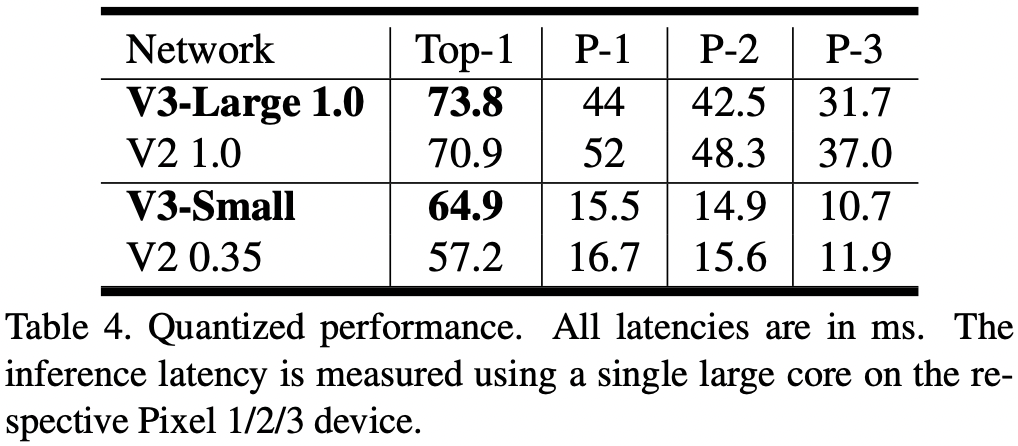 Network Top-1 P-1 P-2 P-3
V3-Large 1.0 73.8 44 42.5 31.7
V2 1.0 70.9 52 48.3 37.0
V3-Small 64.9 15.5 14.9 10.7
V2 0.35 57.2 16.7 15.6 11.9
Table 4. Quantized performance. All latencies are in ms. The
inference latency is measured using a single large core on the re-
spective Pixel 1/2/3 device.